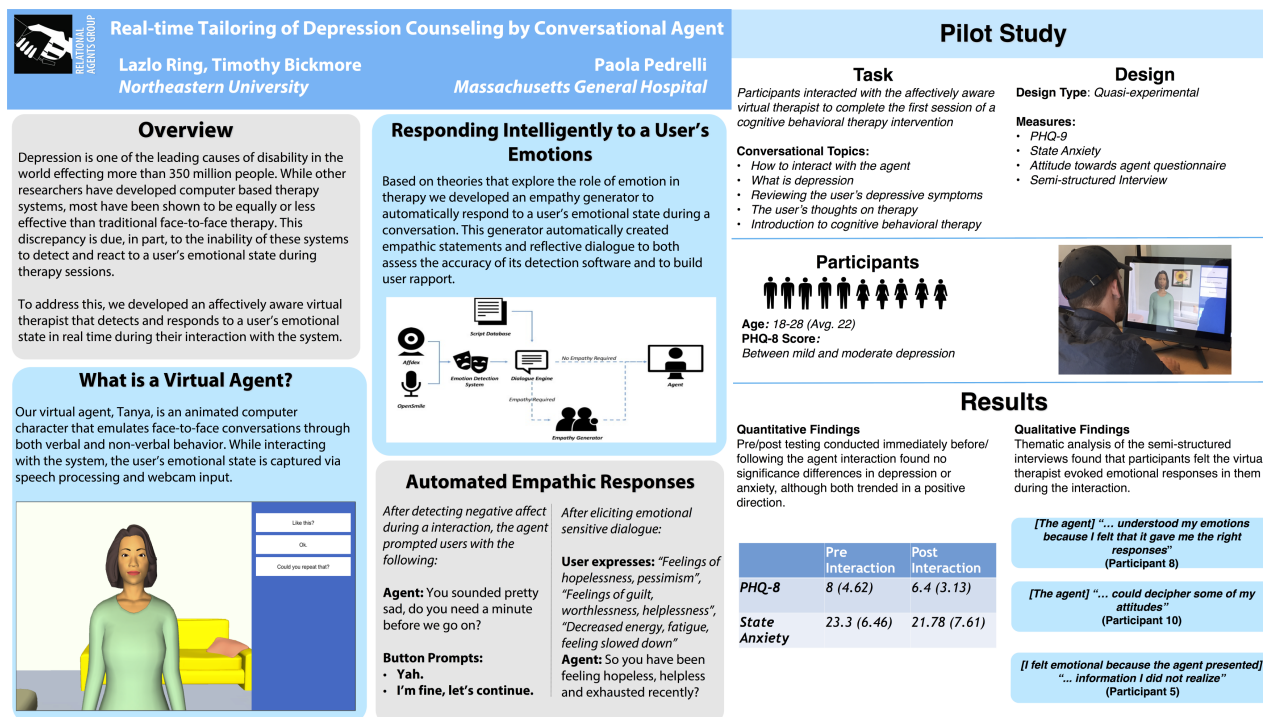 RELATIONAL
AGENTS GROUP
Real-time Tailoring of Depression Counseling by Conversational Agent
Lazlo Ring, Timothy Bickmore
Northeastern University
Paola Pedrelli
Massachusetts General Hospital
Overview
Depression is one of the leading causes of disability in the
world effecting more than 350 million people. While other
researchers have developed computer based therapy
systems, most have been shown to be equally or less
effective than traditional face-to-face therapy. This
discrepancy is due, in part, to the inability of these systems
to detect and react to a user's emotional state during
therapy sessions.
To address this, we developed an affectively aware virtual
therapist that detects and responds to a user's emotional
state in real time during their interaction with the system.
What is a Virtual Agent?
Our virtual agent, Tanya, is an animated computer
character that emulates face-to-face conversations through
both verbal and non-verbal behavior. While interacting
with the system, the user's emotional state is captured via
speech processing and webcam input.
Like this?
Ok.
Could you repeat that?
Responding Intelligently to a User's
Emotions
Based on theories that explore the role of emotion in
therapy we developed an empathy generator to
automatically respond to a user's emotional state during a
conversation. This generator automatically created
empathic statements and reflective dialogue to both
assess the accuracy of its detection software and to build
user rapport.
Script Database
Affdex
OpenSmile
Emotion Detection
System
Dialogue Engine
No Empathy Required
Empathy Required
Agent
Empathy Generator
Automated Empathic Responses
After detecting negative affect
during a interaction, the agent
prompted users with the
following:
Agent: You sounded pretty
sad, do you need a minute
before we go on?
Button Prompts:
• Yah.
• I'm fine, let's continue.
After eliciting emotional
sensitive dialogue:
User expresses: "Feelings of
hopelessness, pessimism",
"Feelings of guilt,
worthlessness, helplessness",
"Decreased energy, fatigue,
feeling slowed down"
Agent: So you have been
feeling hopeless, helpless
and exhausted recently?
Pilot Study
Task
Participants interacted with the affectively aware
virtual therapist to complete the first session of a
cognitive behavioral therapy intervention
Conversational Topics:
• How to interact with the agent
• What is depression
• Reviewing the user's depressive symptoms
• The user's thoughts on therapy
• Introduction to cognitive behavioral therapy
Design
Design Type: Quasi-experimental
Measures:
• PHQ-9
• State Anxiety
• Attitude towards agent questionnaire
• Semi-structured Interview
Participants
Age: 18-28 (Avg. 22)
PHQ-8 Score:
Between mild and moderate depression
Results
Quantitative Findings
Pre/post testing conducted immediately before/
following the agent interaction found no
significance differences in depression or
anxiety, although both trended in a positive
direction.
Pre
Interaction
Post
Interaction
PHQ-8 8 (4.62) 6.4 (3.13)
State
Anxiety
23.3 (6.46) 21.78 (7.61)
Qualitative Findings
Thematic analysis of the semi-structured
interviews found that participants felt the virtua
therapist evoked emotional responses in them
during the interaction.
[The agent] "… understood my emotions
because I felt that it gave me the right
responses"
(Participant 8)
[The agent] "… could decipher some of my
attitudes"
(Participant 10)
[I felt emotional because the agent presented]
"... information I did not realize"
(Participant 5)